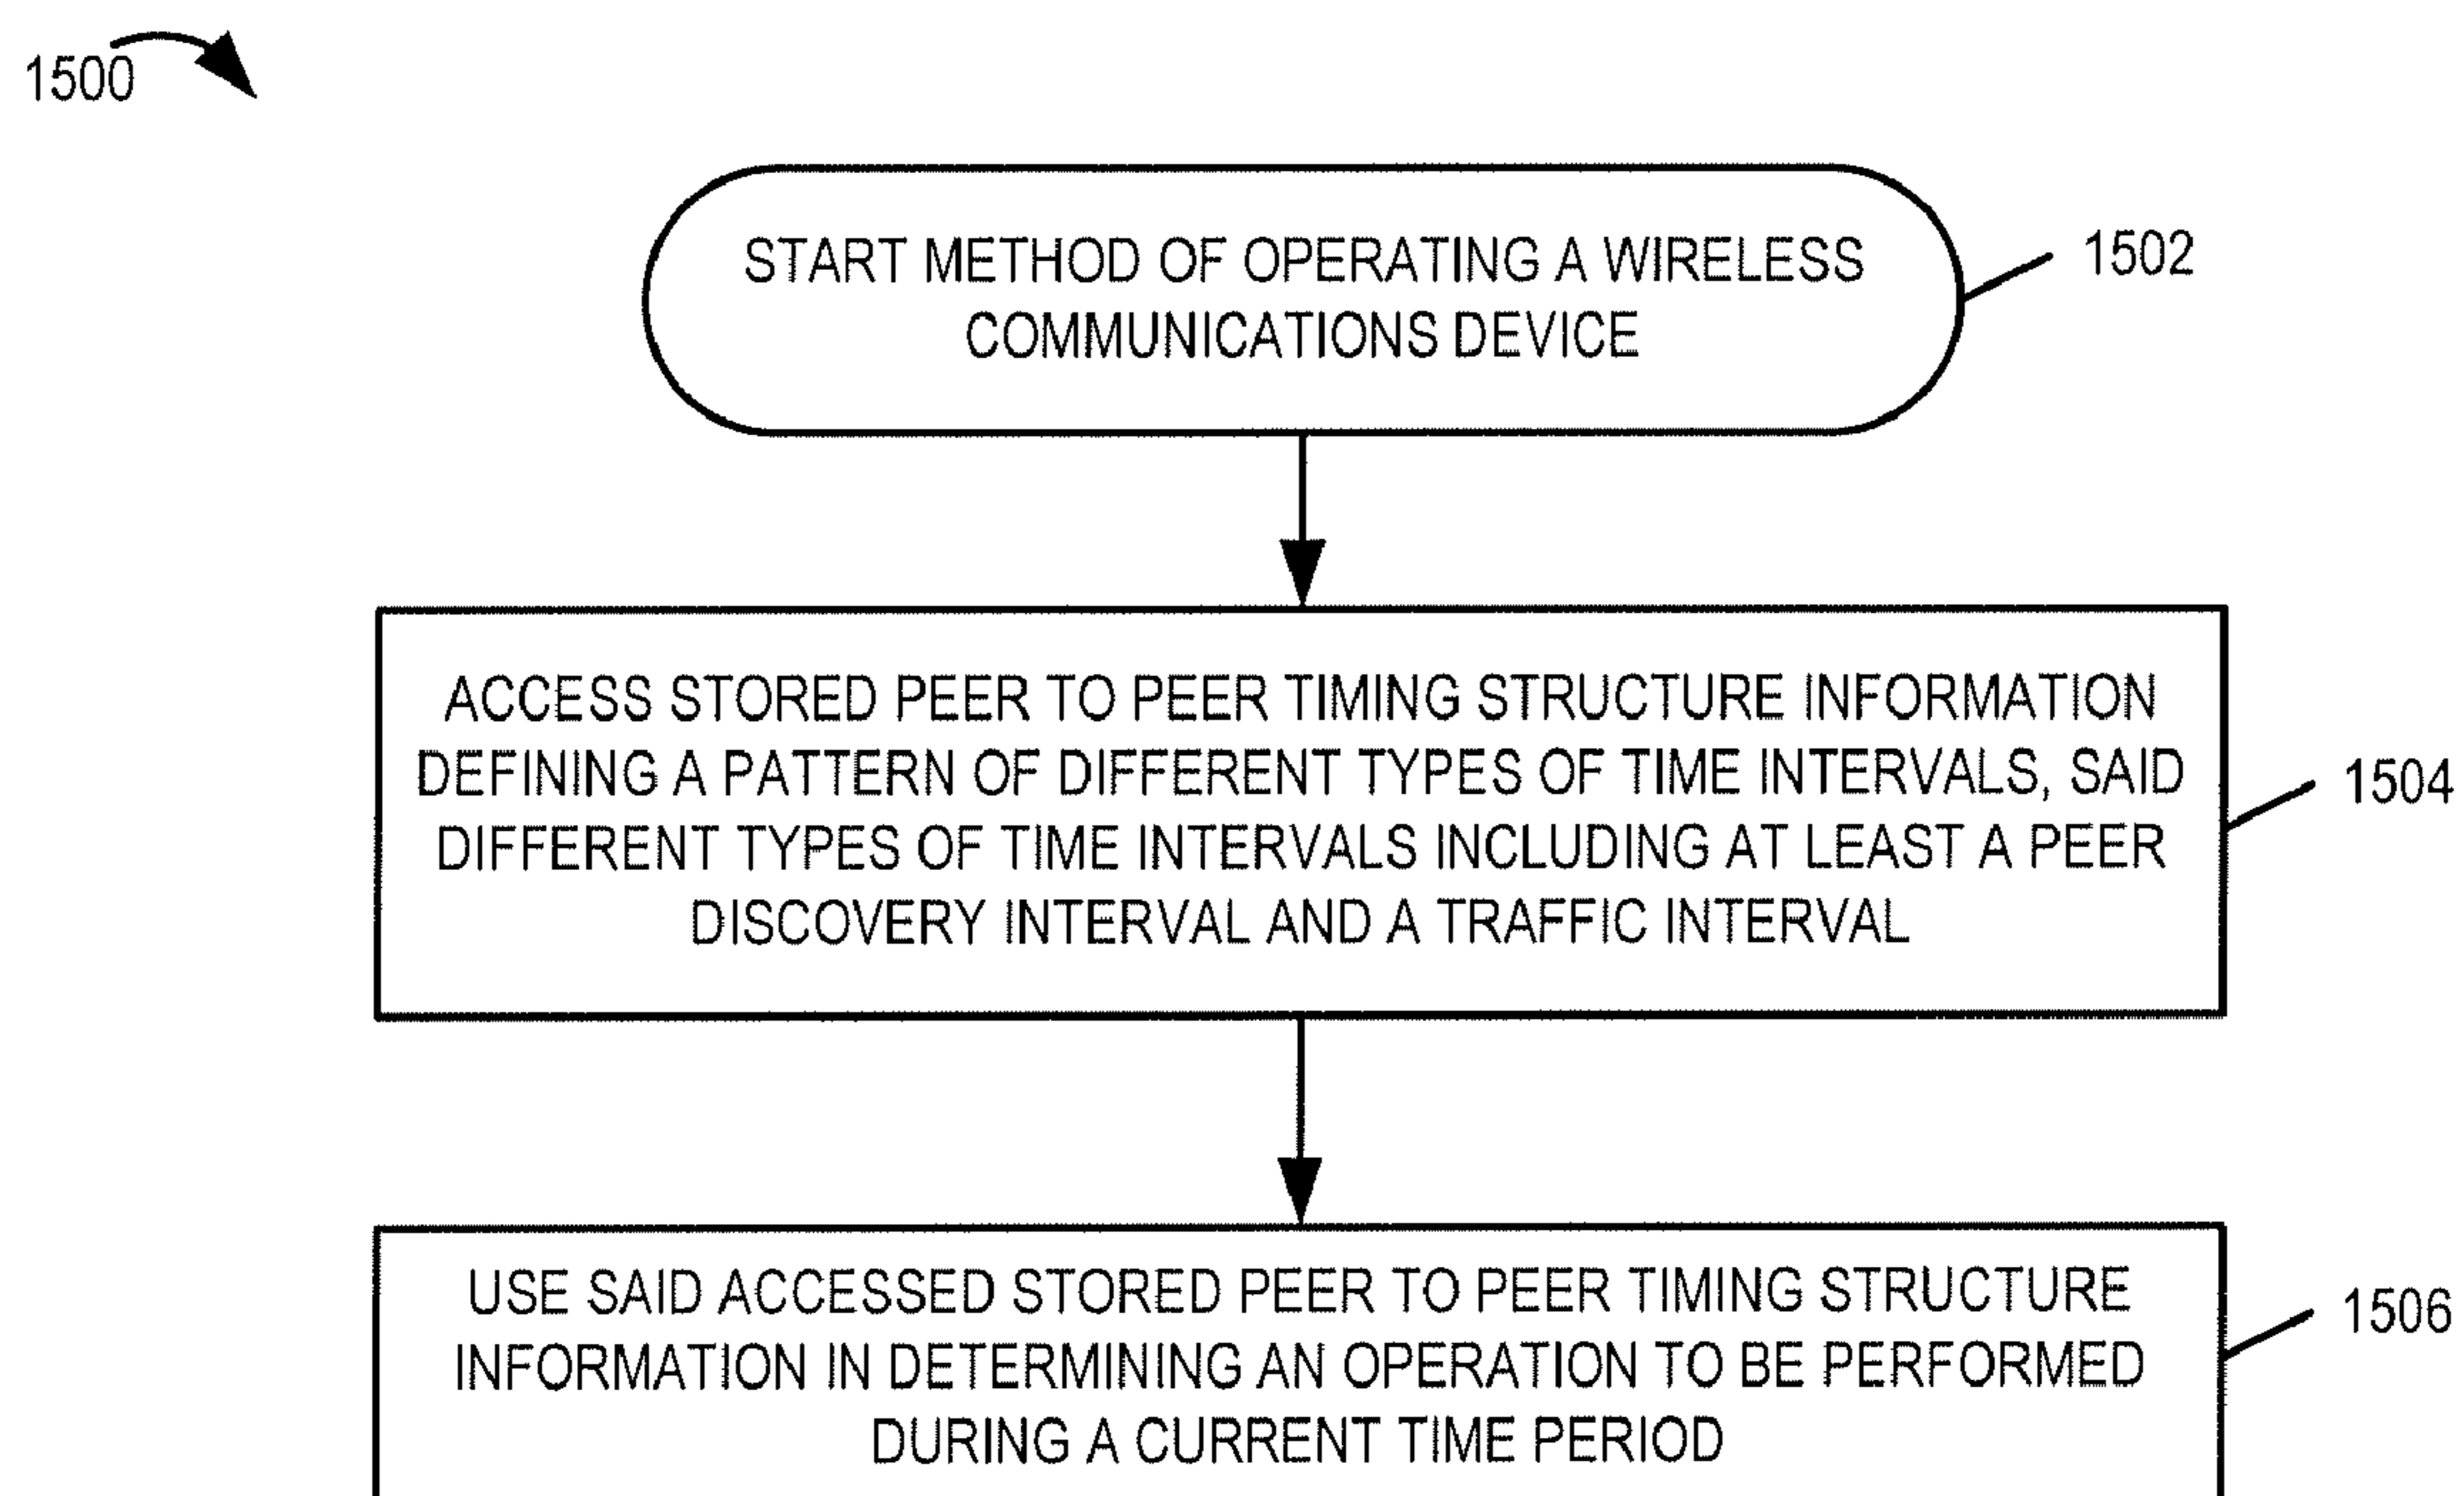 1500
START METHOD OF OPERATING A WIRELESS
COMMUNICATIONS DEVICE
1502
ACCESS STORED PEER TO PEER TIMING STRUCTURE INFORMATION
DEFINING A PATTERN OF DIFFERENT TYPES OF TIME INTERVALS, SAID
DIFFERENT TYPES OF TIME INTERVALS INCLUDING AT LEAST A PEER
DISCOVERY INTERVAL AND A TRAFFIC INTERVAL
1504
USE SAID ACCESSED STORED PEER TO PEER TIMING STRUCTURE
INFORMATION IN DETERMINING AN OPERATION TO BE PERFORMED
DURING A CURRENT TIME PERIOD
1506